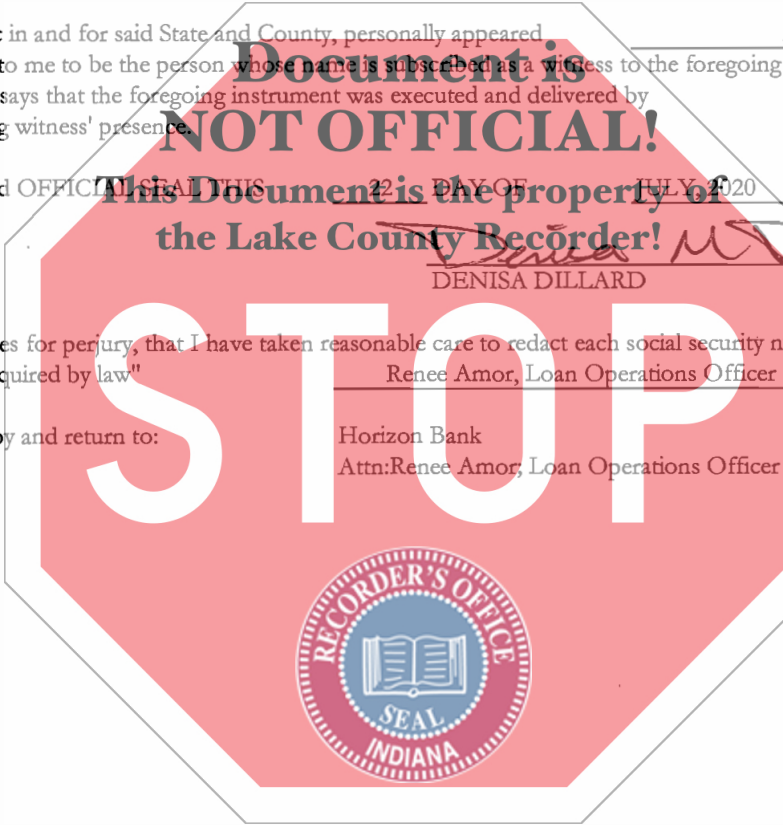 in and for said State and County, personally appeared
Document is
to me to be the person whose name is subscribed as a witness to the foregoing
says that the foregoing instrument was executed and delivered by
NOT OFFICIAL!
witness' presence.
OFFICIAL SEAL THIS 22 DAY OF JULY, 2020
This Document is the property of
the Lake County Recorder!
Denisa M
DENISA DILLARD
es for perjury, that I have taken reasonable care to redact each social security n
quired by law" Renee Amor, Loan Operations Officer
STOP
y and return to: Horizon Bank
Attn:Renee Amor, Loan Operations Officer
RECORDER'S OFFICE
SEAL
INDIANA